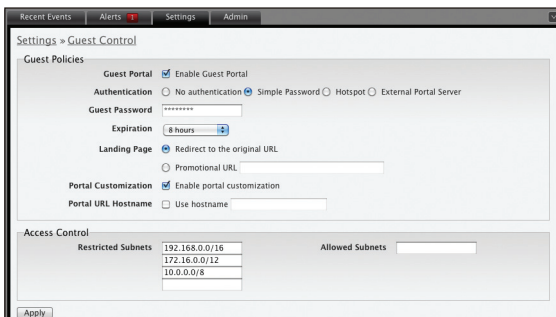 Recent Events Alerts 1 Settings Admin
Settings » Guest Control
Guest Policies
Guest Portal Enable Guest Portal
Authentication No authentication Simple Password Hotspot External Portal Server
Guest Password ********
Expiration 8 hours
Landing Page Redirect to the original URL
Promotional URL
Portal Customization Enable portal customization
Portal URL Hostname Use hostname
Access Control
Restricted Subnets 192.168.0.0/16 Allowed Subnets
172.16.0.0/12
10.0.0.0/8
Apply